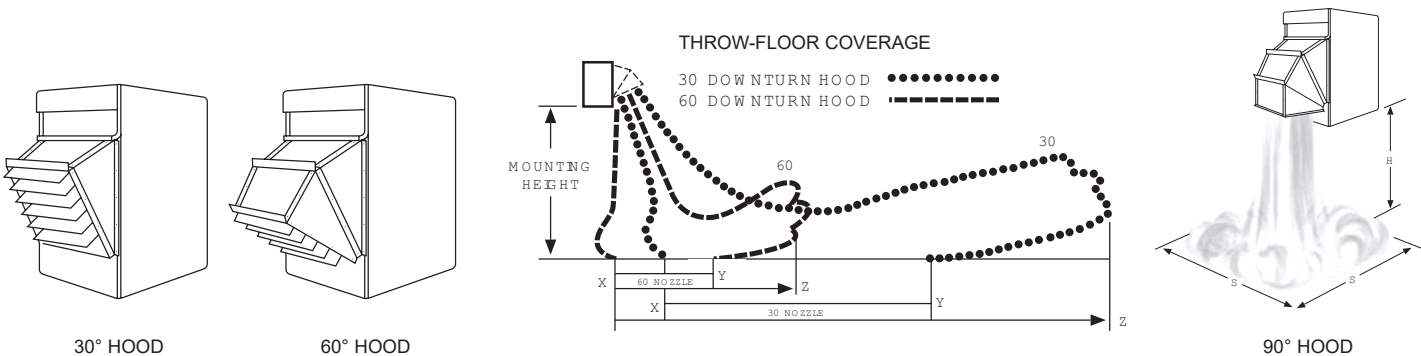 THROW-FLOOR COVERAGE
30 DOWNTURN HOOD
60 DOWNTURN HOOD
MOUNTING
HEIGHT
60
30
H
X
60 NOZZLE
Y
Z
X
30 NOZZLE
Y
Z
S
S
30° HOOD
60° HOOD
90° HOOD